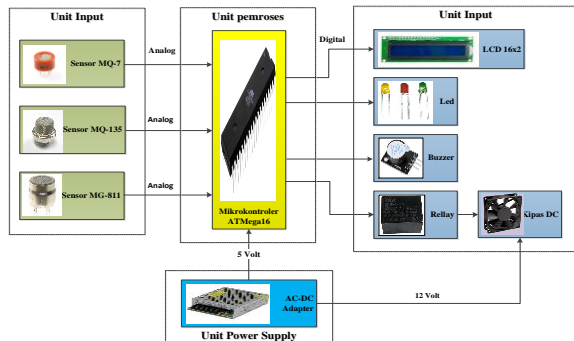 Unit Input
Sensor MQ-7
Sensor MQ-135
Sensor MG-811
Analog
Analog
Analog
Unit pemroses
Mikrokontroler
ATMega16
Digital
Unit Input
LCD 16x2
Led
Buzzer
Rellay
Kipas DC
5 Volt
12 Volt
AC-DC
Adapter
Unit Power Supply